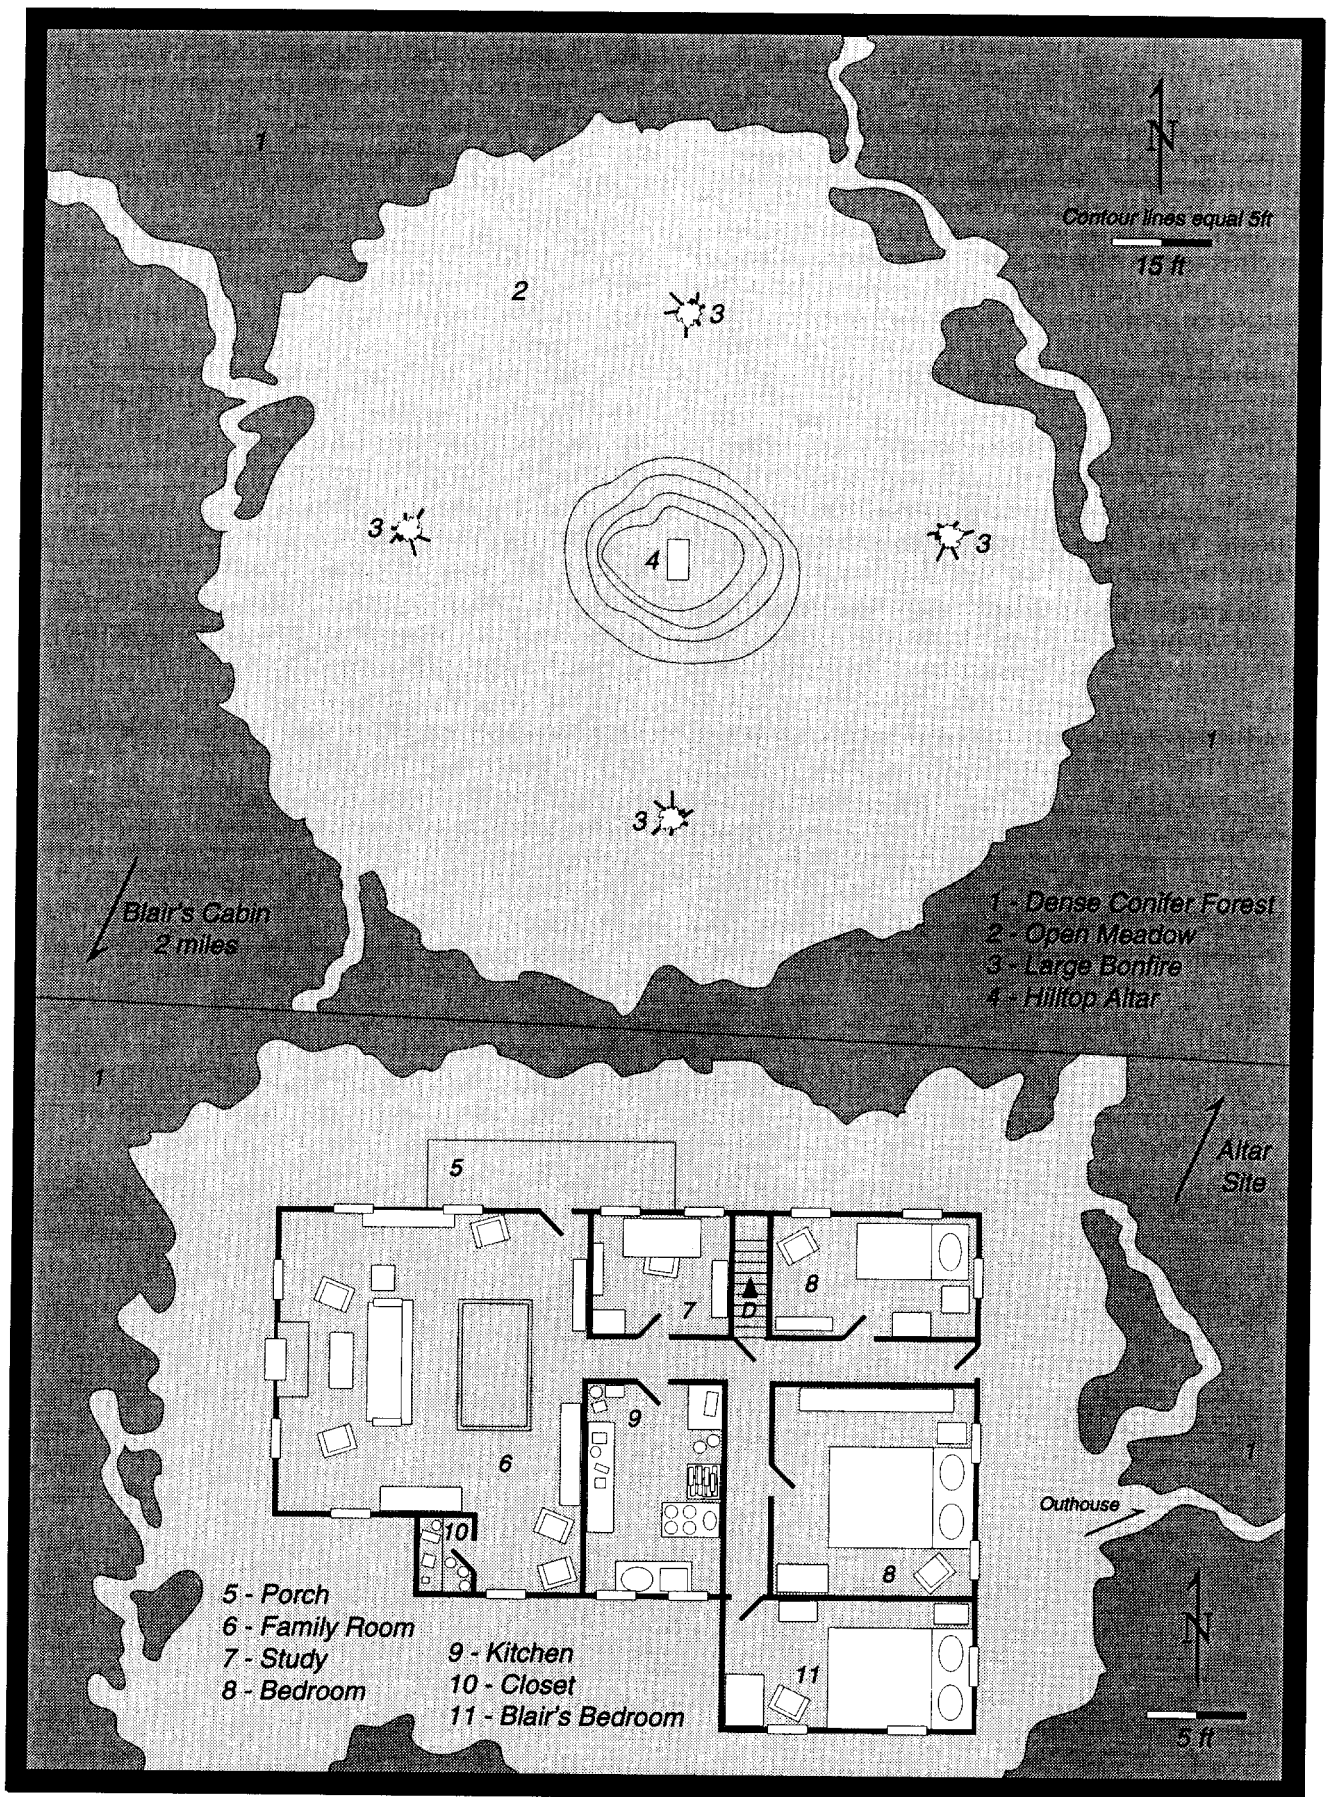 1
N
Contour lines equal 5ft
15 ft
2
3
3
4
3
1
3
Blair's Cabin
2 miles
1 - Dense Conifer Forest
2 - Open Meadow
3 - Large Bonfire
4 - Hilltop Altar
1
Altar
Site
5
8
7
D
9
6
1
Outhouse
10
8
5 - Porch
6 - Family Room
7 - Study
8 - Bedroom
9 - Kitchen
10 - Closet
11 - Blair's Bedroom
11
N
5 ft